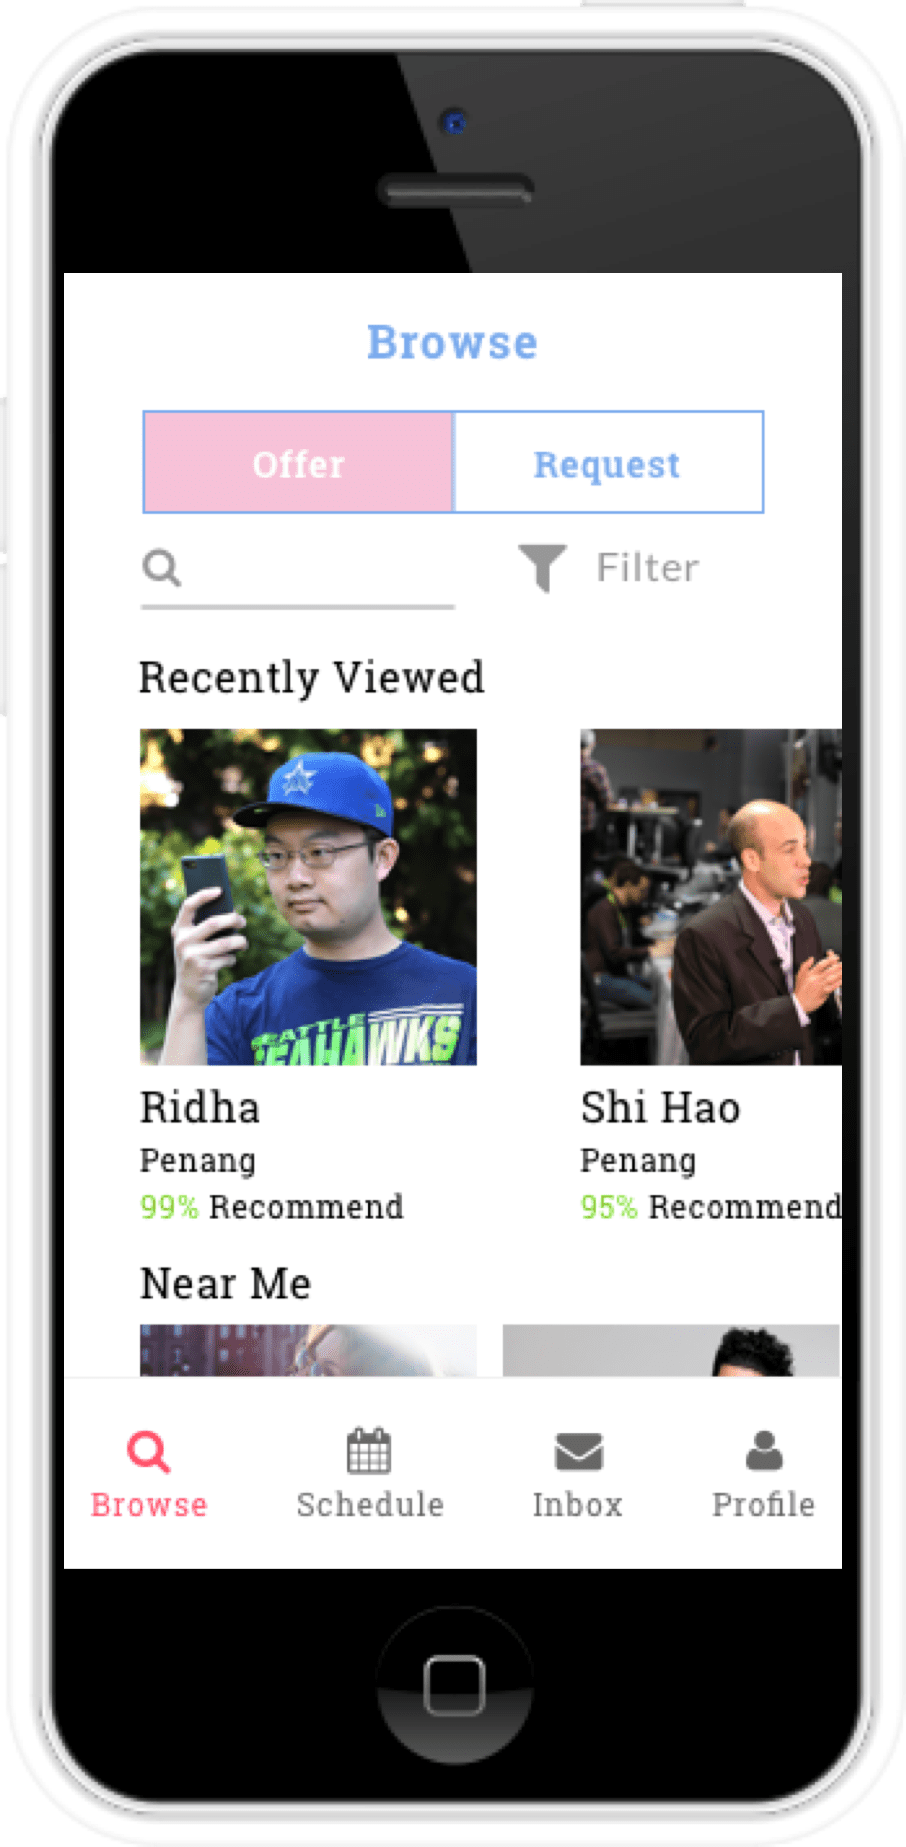 Browse
Offer
Request
Filter
Recently Viewed
SEATTLE
SEAHAWKS
Ridha
Penang
99% Recommend
Shi Hao
Penang
95% Recommend
Near Me
Browse
Schedule
Inbox
Profile